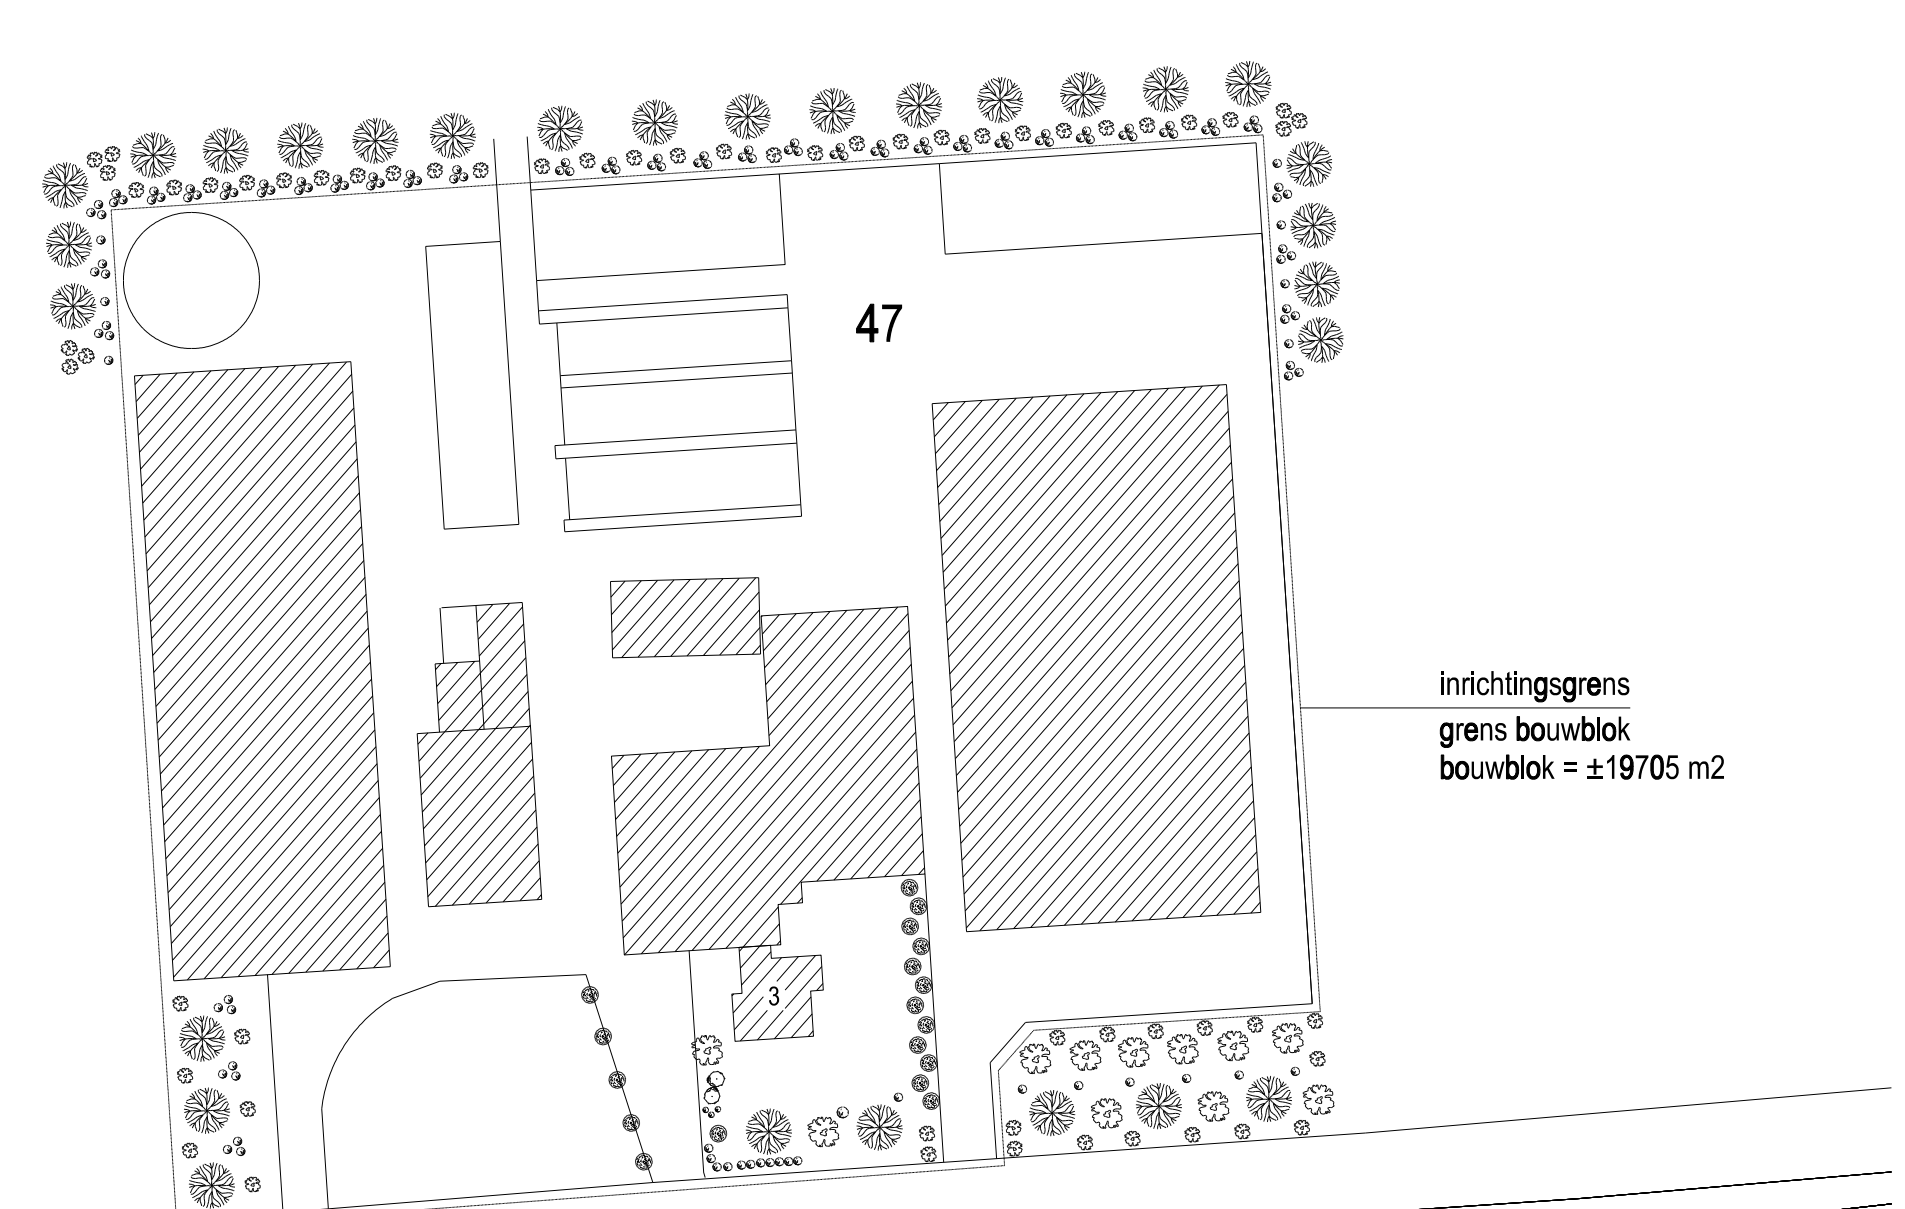 47
inrichtingsgrens
grens bouwblok
bouwblok = ±19705 m2
3